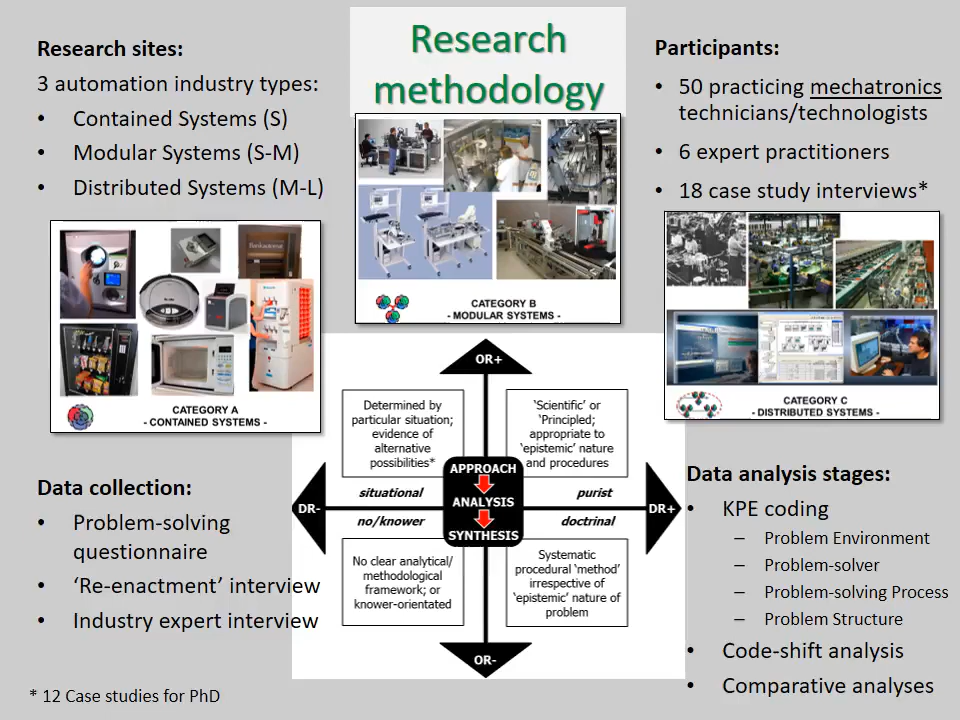 Research methodology
Research sites:
3 automation industry types:
• Contained Systems (S)
• Modular Systems (S-M)
• Distributed Systems (M-L)
CATEGORY A
- CONTAINED SYSTEMS -
CATEGORY B
- MODULAR SYSTEMS -
Participants:
• 50 practicing mechatronics
technicians/technologists
• 6 expert practitioners
• 18 case study interviews*
CATEGORY C
- DISTRIBUTED SYSTEMS -
Data collection:
• Problem-solving
questionnaire
• ‘Re-enactment’ interview
• Industry expert interview
* 12 Case studies for PhD
OR+
Determined by
particular situation;
evidence of
alternative
possibilities*
‘Scientific’ or
‘Principled;
appropriate to
‘epistemic’ nature
and procedures
APPROACH
situational
purist
ANALYSIS
DR-
DR+
no/knower
doctrinal
SYNTHESIS
No clear analytical/
methodological
framework; or
knower-orientated
Systematic
procedural ‘method’
irrespective of
‘epistemic’ nature of
problem
OR-
Data analysis stages:
• KPE coding
– Problem Environment
– Problem-solver
– Problem-solving Process
– Problem Structure
• Code-shift analysis
• Comparative analyses